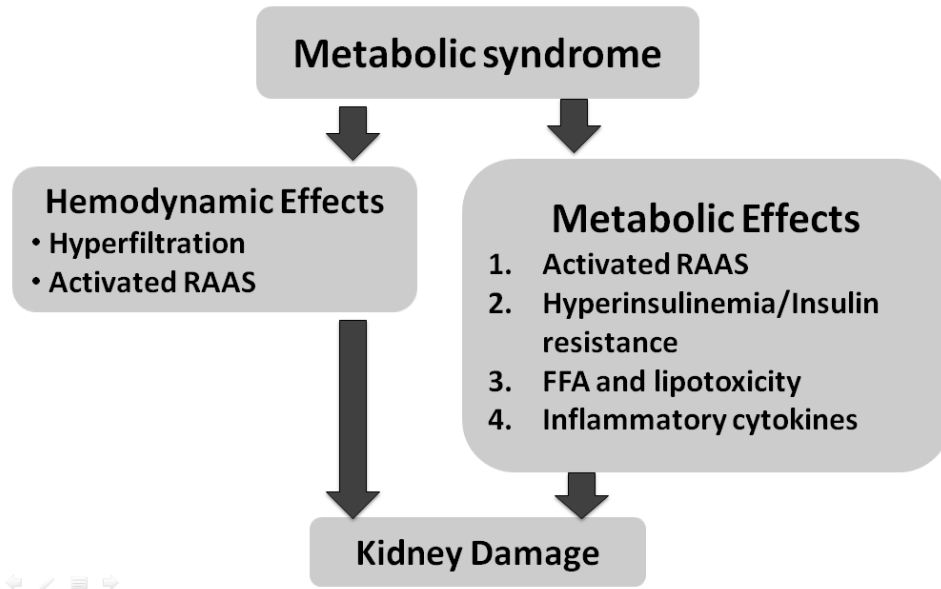 Metabolic syndrome
Hemodynamic Effects
• Hyperfiltration
• Activated RAAS
Metabolic Effects
1. Activated RAAS
2. Hyperinsulinemia/Insulin
resistance
3. FFA and lipotoxicity
4. Inflammatory cytokines
Kidney Damage